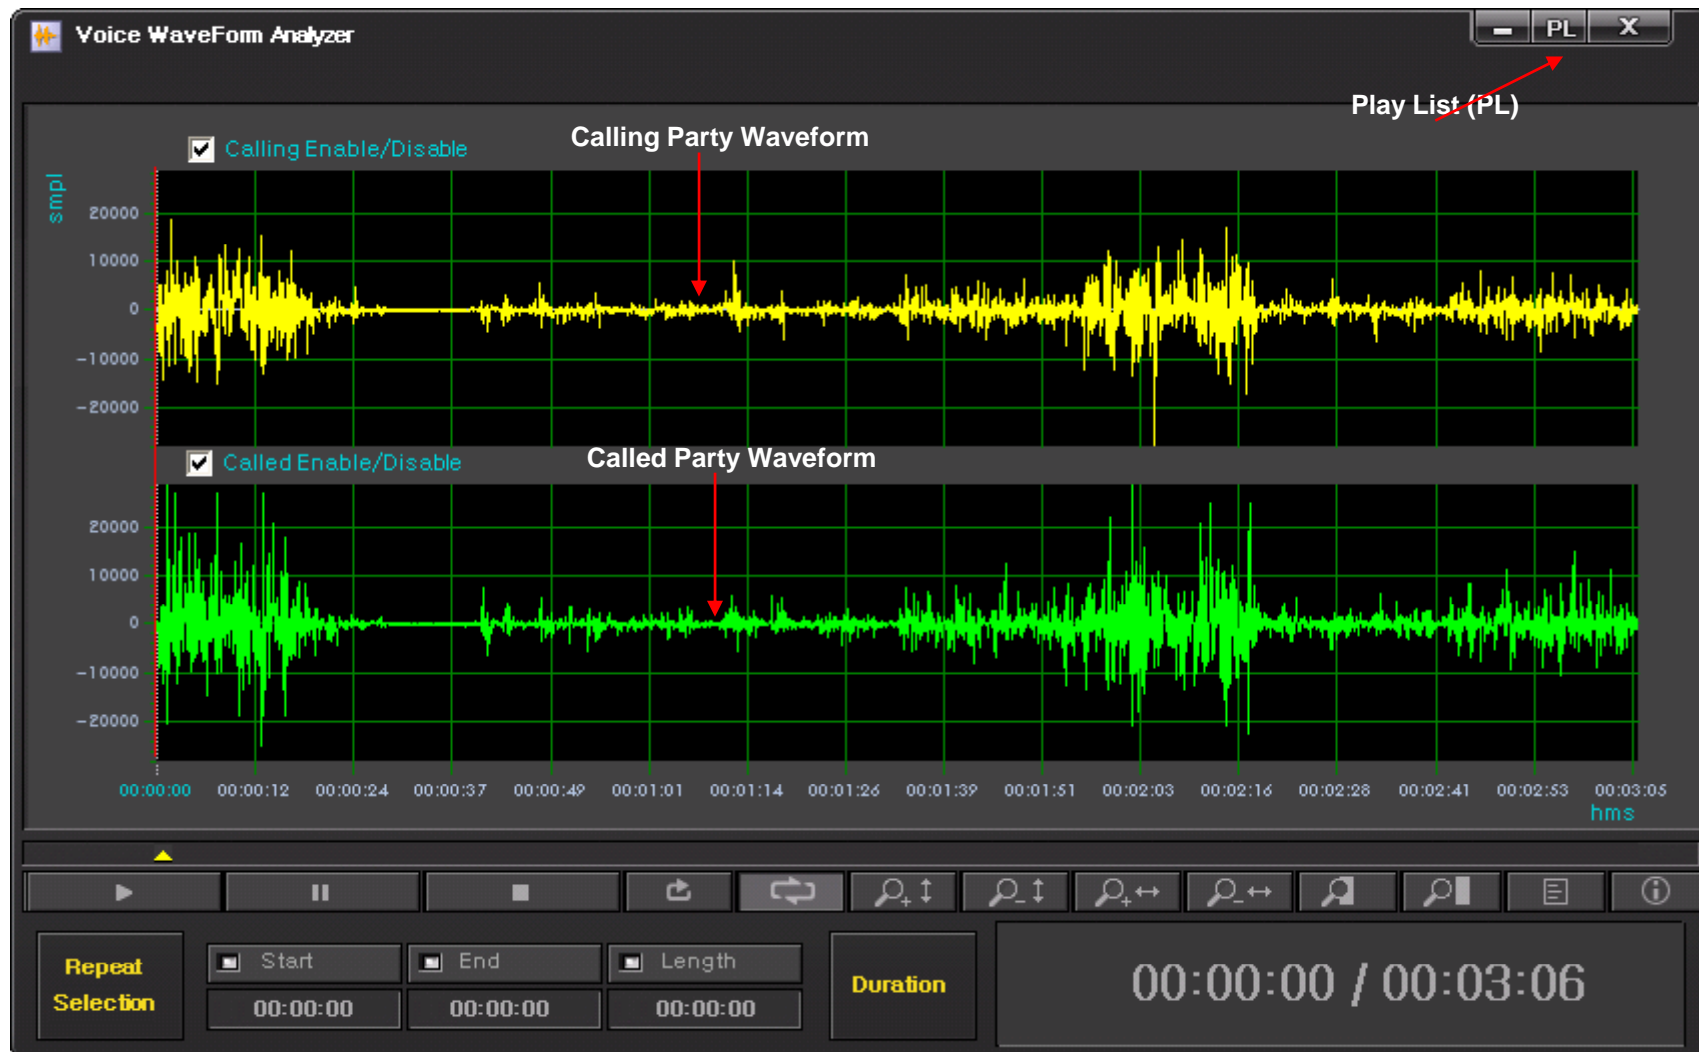 Voice WaveForm Analyzer
PL X
Play List (PL)
Calling Party Waveform
Calling Enable/Disable
smpl
20000
10000
0
-10000
-20000
Called Enable/Disable
Called Party Waveform
20000
10000
0
-10000
-20000
00:00:00 00:00:12 00:00:24 00:00:37 00:00:49 00:01:01 00:01:14 00:01:26 00:01:39 00:01:51 00:02:03 00:02:16 00:02:28 00:02:41 00:02:53 00:03:05
hms
Repeat
Selection
Start End Length
00:00:00 00:00:00 00:00:00
Duration
00:00:00 / 00:03:06